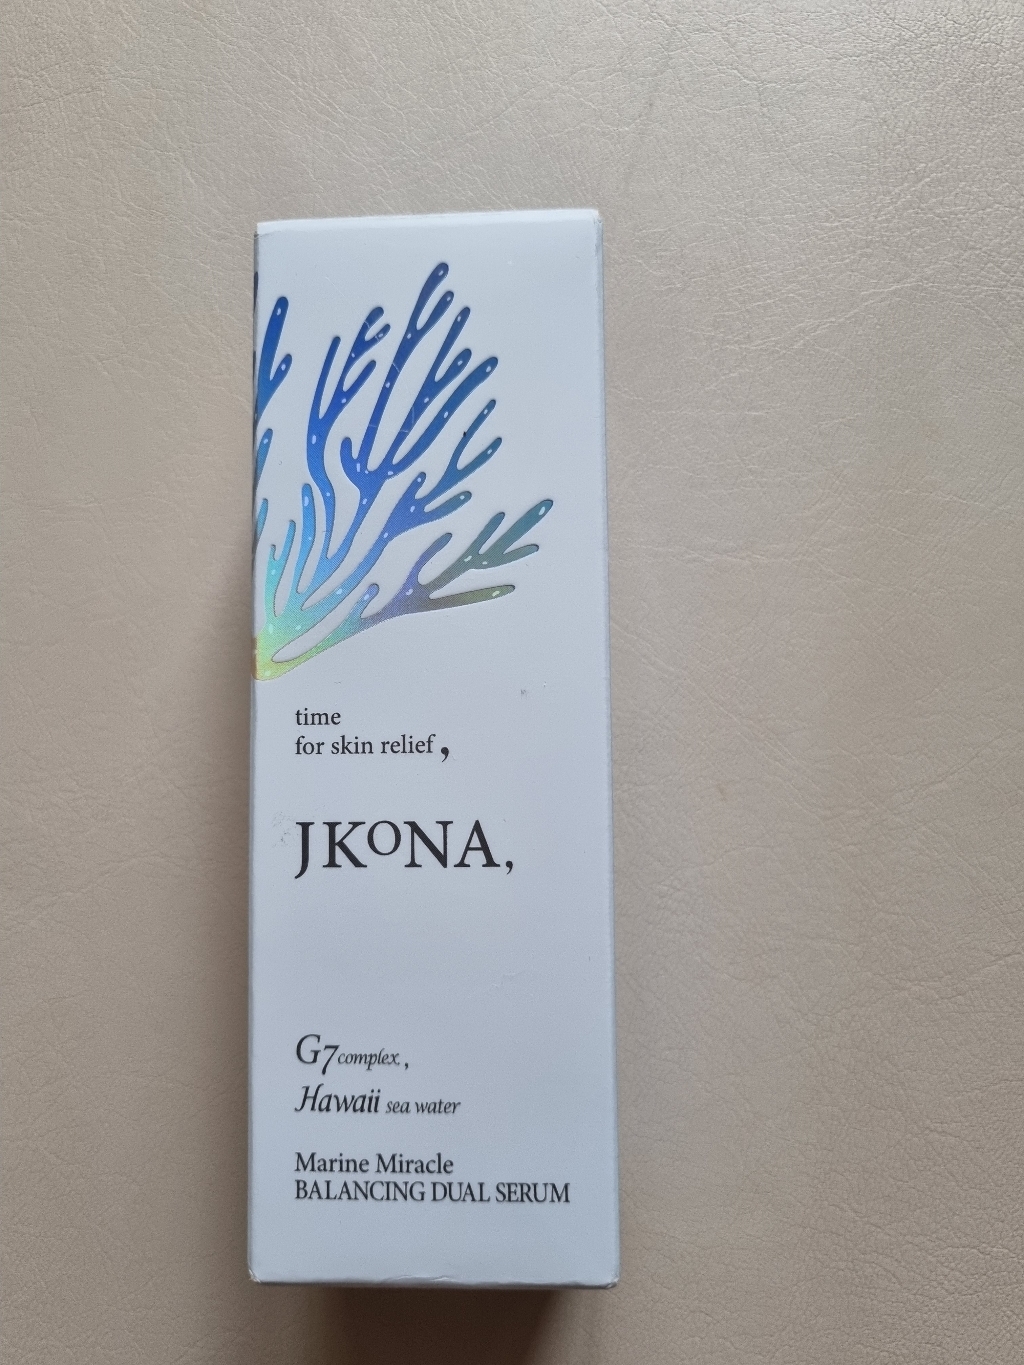 time
for skin relief,
JKONA,
G7 complex,
Hawaii sea water
Marine Miracle
BALANCING DUAL SERUM